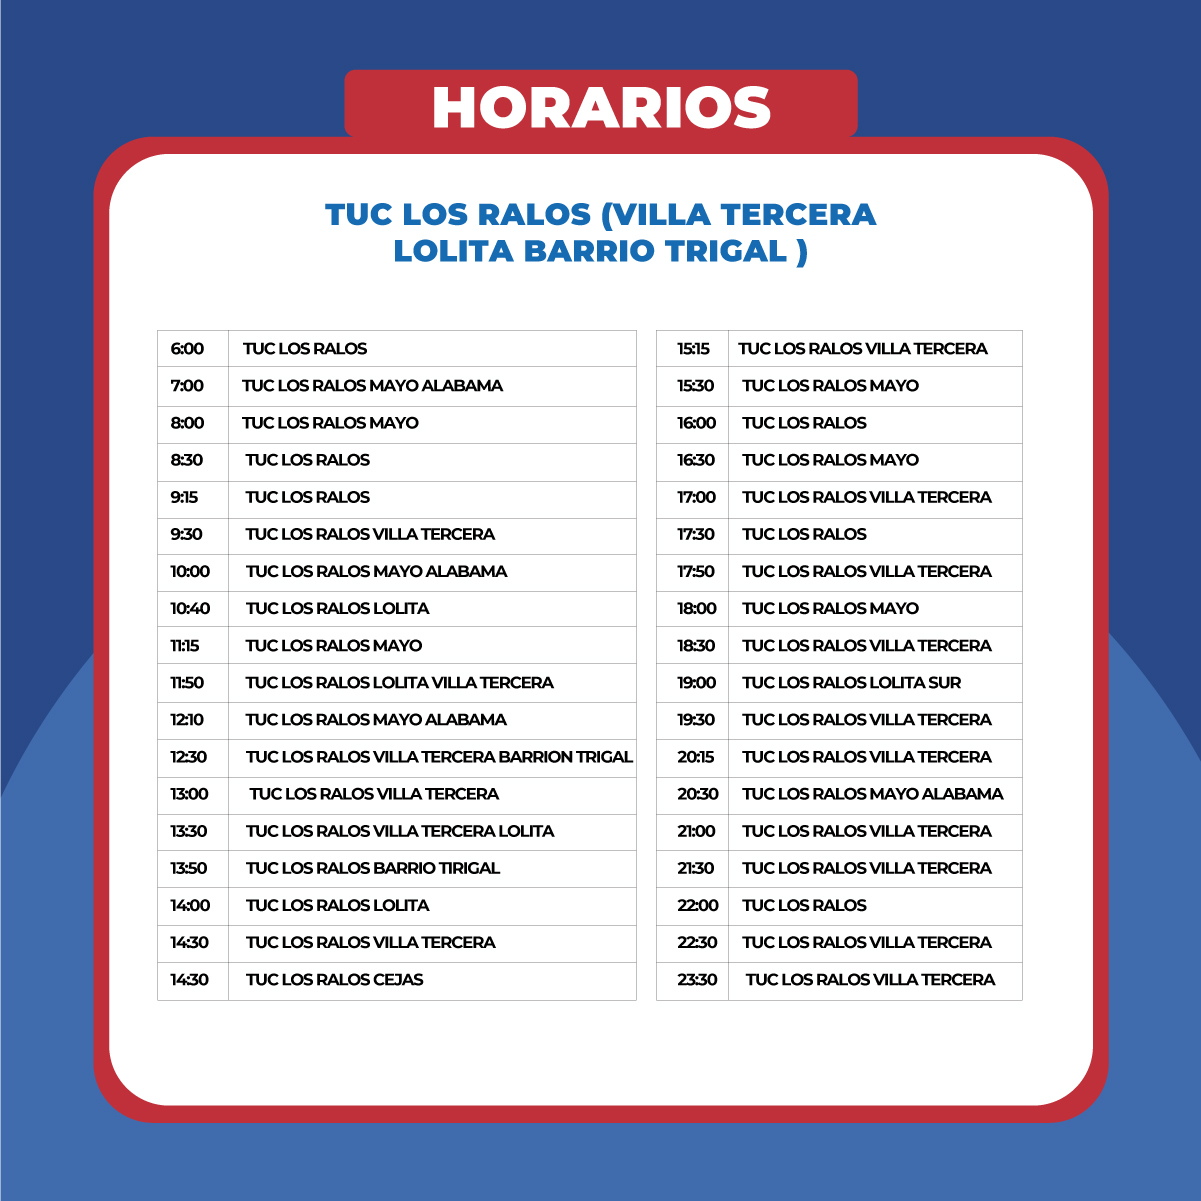 HORARIOS
TUC LOS RALOS (VILLA TERCERA
LOLITA BARRIO TRIGAL )
6:00 TUC LOS RALOS
7:00 TUC LOS RALOS MAYO ALABAMA
8:00 TUC LOS RALOS MAYO
8:30 TUC LOS RALOS
9:15 TUC LOS RALOS
9:30 TUC LOS RALOS VILLA TERCERA
10:00 TUC LOS RALOS MAYO ALABAMA
10:40 TUC LOS RALOS LOLITA
11:15 TUC LOS RALOS MAYO
11:50 TUC LOS RALOS LOLITA VILLA TERCERA
12:10 TUC LOS RALOS MAYO ALABAMA
12:30 TUC LOS RALOS VILLA TERCERA BARRION TRIGAL
13:00 TUC LOS RALOS VILLA TERCERA
13:30 TUC LOS RALOS VILLA TERCERA LOLITA
13:50 TUC LOS RALOS BARRIO TIRIGAL
14:00 TUC LOS RALOS LOLITA
14:30 TUC LOS RALOS VILLA TERCERA
14:30 TUC LOS RALOS CEJAS
15:15 TUC LOS RALOS VILLA TERCERA
15:30 TUC LOS RALOS MAYO
16:00 TUC LOS RALOS
16:30 TUC LOS RALOS MAYO
17:00 TUC LOS RALOS VILLA TERCERA
17:30 TUC LOS RALOS
17:50 TUC LOS RALOS VILLA TERCERA
18:00 TUC LOS RALOS MAYO
18:30 TUC LOS RALOS VILLA TERCERA
19:00 TUC LOS RALOS LOLITA SUR
19:30 TUC LOS RALOS VILLA TERCERA
20:15 TUC LOS RALOS VILLA TERCERA
20:30 TUC LOS RALOS MAYO ALABAMA
21:00 TUC LOS RALOS VILLA TERCERA
21:30 TUC LOS RALOS VILLA TERCERA
22:00 TUC LOS RALOS
22:30 TUC LOS RALOS VILLA TERCERA
23:30 TUC LOS RALOS VILLA TERCERA